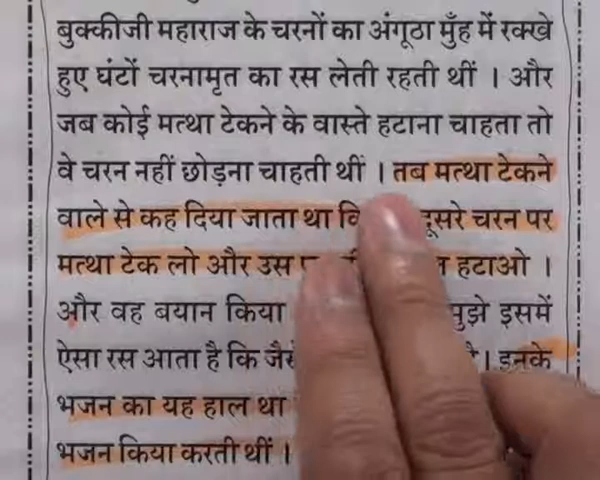 बुक्कीजी महाराज के चरनों का अंगूठा मुँह में रक्खे
हुए घंटों चरनामृत का रस लेती रहती थीं । और
जब कोई मत्था टेकने के वास्ते हटाना चाहता तो
वे चरन नहीं छोड़ना चाहती थीं । तब मत्था टेकने
वाले से कह दिया जाता था चरन पर
मत्था टेक लो और उस हटाओ ।
और वह बयान किया मुझे इसमें
ऐसा रस आता है कि इनके
भजन का यह हाल था
भजन किया करती थीं ।